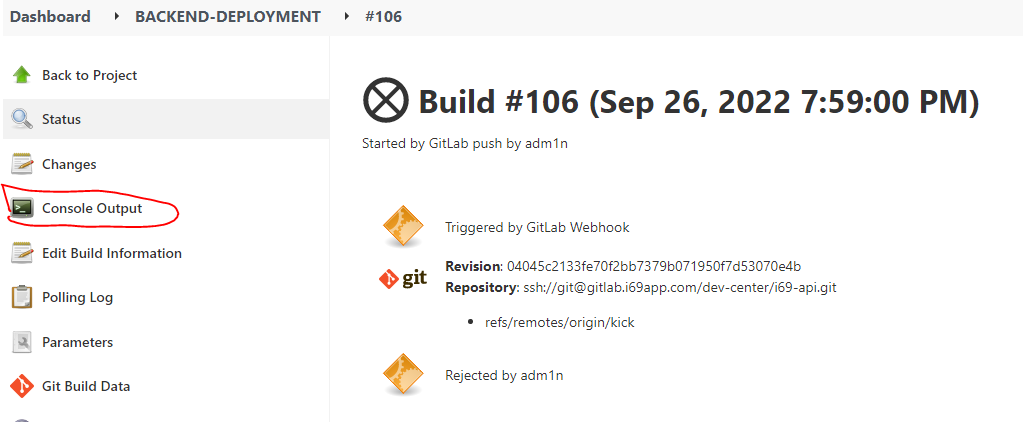 Dashboard BACKEND-DEPLOYMENT #106
Back to Project
Status
Changes
Console Output
Edit Build Information
Polling Log
Parameters
Git Build Data
Build #106 (Sep 26, 2022 7:59:00 PM)
Started by GitLab push by adm1n
Triggered by GitLab Webhook
git
Revision: 04045c2133fe70f2bb7379b071950f7d53070e4b
Repository: ssh://git@gitlab.i69app.com/dev-center/i69-api.git
refs/remotes/origin/kick
Rejected by adm1n